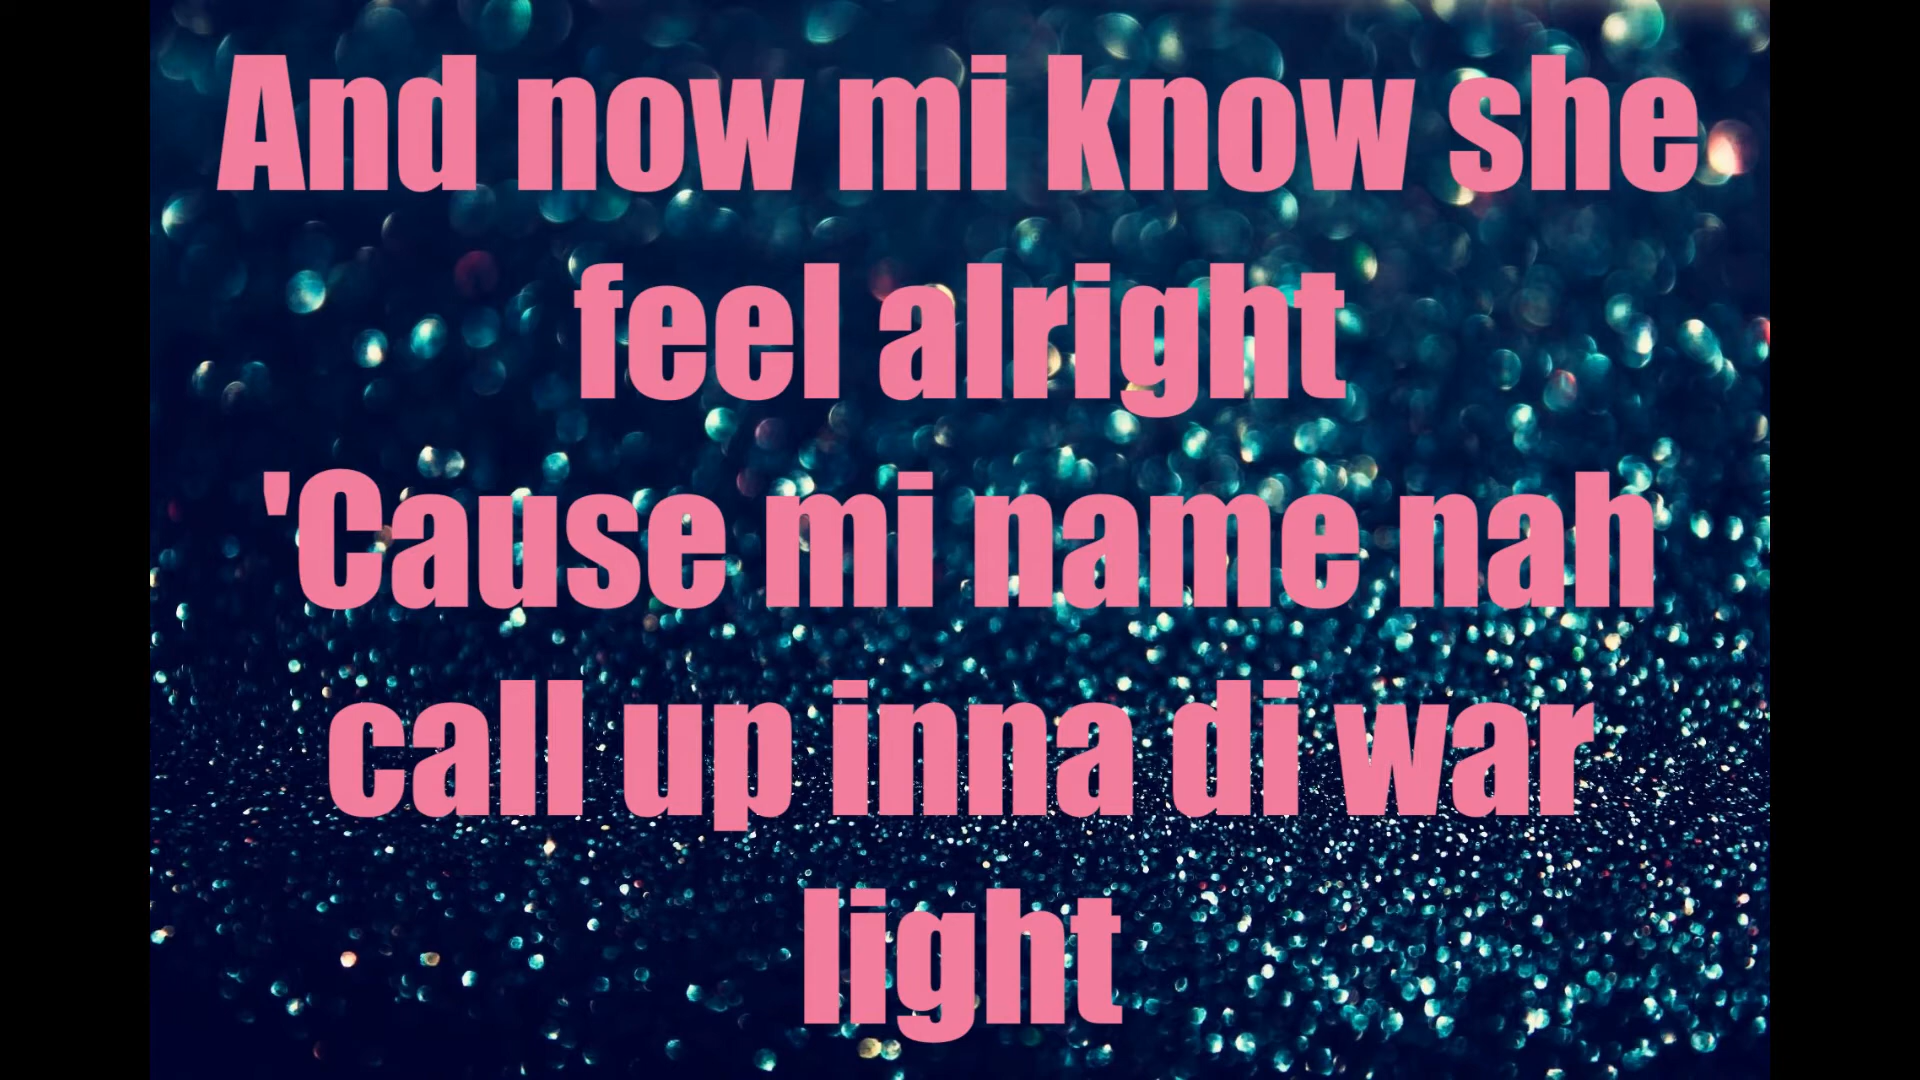 And now mi know she
feel alright
'Cause mi name nah
call up inna di war
light